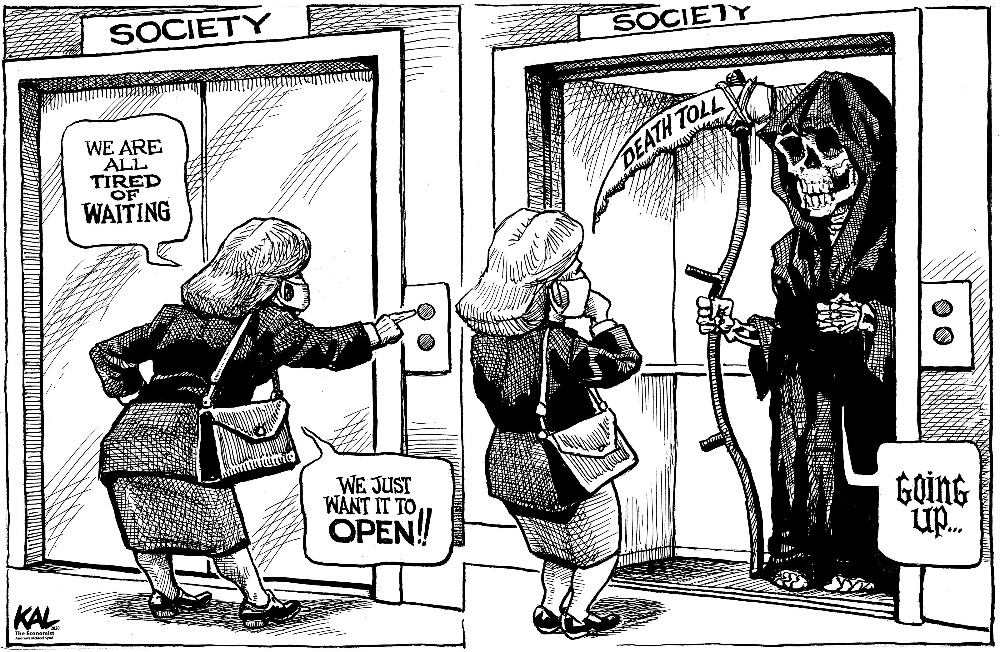 SOCIETY
WE ARE
ALL
TIRED
OF
WAITING
WE JUST
WANT IT TO
OPEN!!
KAL
2020
The Economist
Andrews McMeel Synd
SOCIETY
DEATH TOLL
GOING
UP...